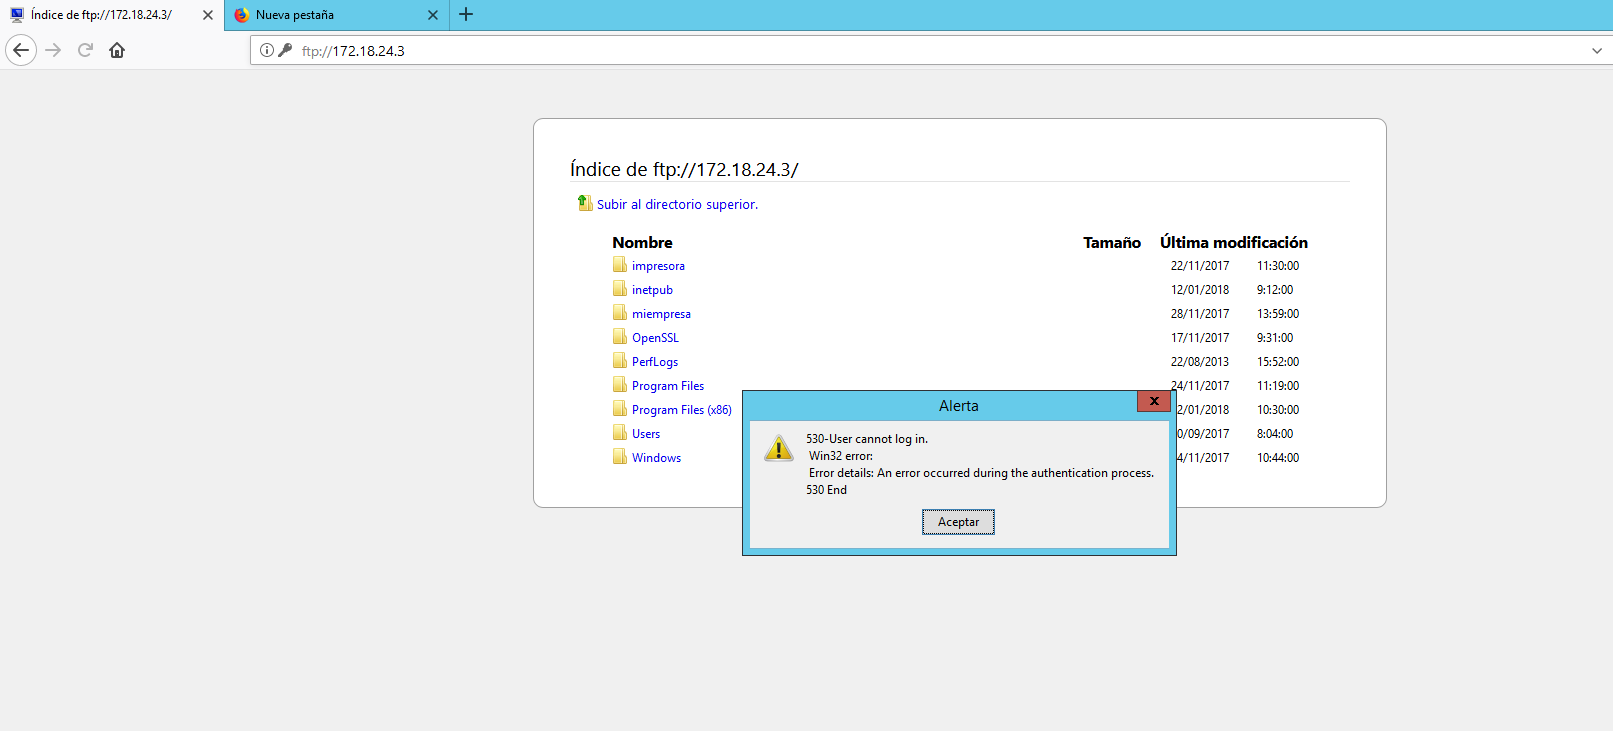 Índice de ftp://172.18.24.3/
Nueva pestaña
ftp://172.18.24.3
Índice de ftp://172.18.24.3/
Subir al directorio superior.
Nombre Tamaño Última modificación
impresora 22/11/2017 11:30:00
inetpub 12/01/2018 9:12:00
miempresa 28/11/2017 13:59:00
OpenSSL 17/11/2017 9:31:00
PerfLogs 22/08/2013 15:52:00
Program Files 24/11/2017 11:19:00
Program Files (x86) 2/01/2018 10:30:00
Users 0/09/2017 8:04:00
Windows 4/11/2017 10:44:00
Alerta
530-User cannot log in.
Win32 error:
Error details: An error occurred during the authentication process.
530 End
Aceptar